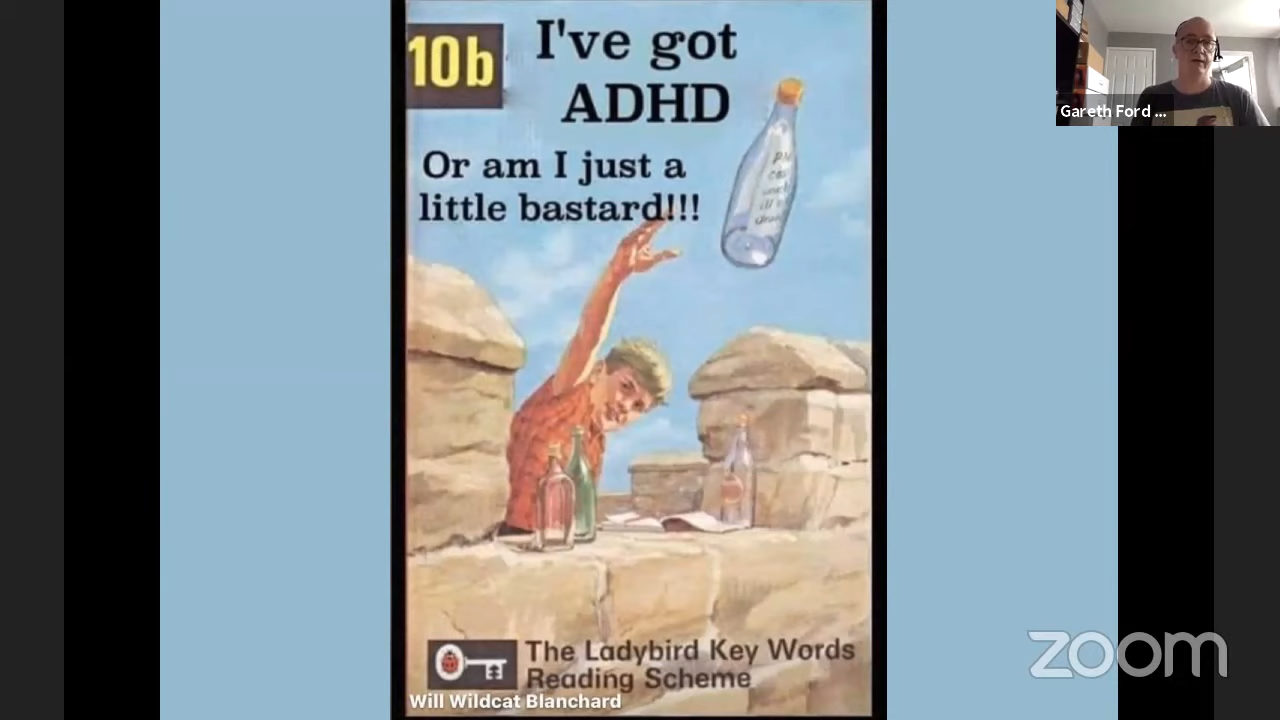 10b
I've got
ADHD
Or am I just a
little bastard!!!
The Ladybird Key Words
Reading Scheme
Will Wildcat Blanchard
Gareth Ford ...
zoom